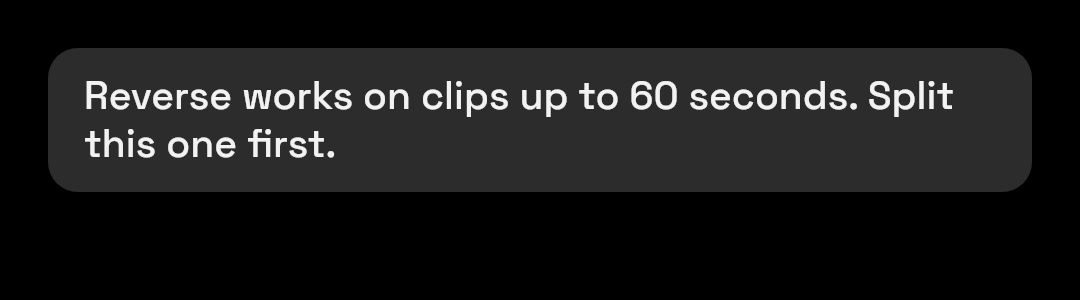 Reverse works on clips up to 60 seconds. Split
this one first.